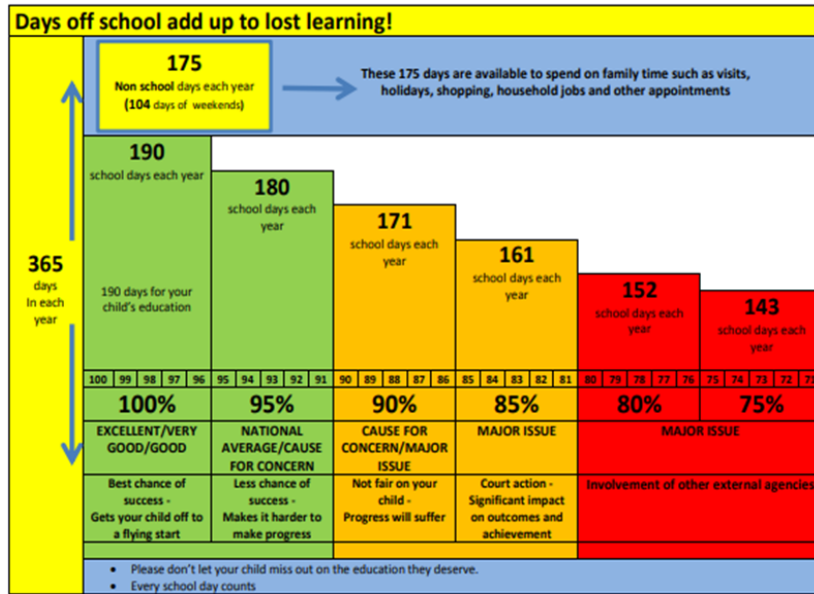 Days off school add up to lost learning!
175
Non school days each year
(104 days of weekends)
These 175 days are available to spend on family time such as visits,
holidays, shopping, household jobs and other appointments
365
days
In each
year
190
school days each year
190 days for your
child's education
180
school days each
year
171
school days each
year
161
school days each
year
152
school days each
year
143
school days each
year
100 99 98 97 96 95 94 93 92 91 90 89 88 87 86 85 84 83 82 81 80 79 78 77 76 75 74 73 72 71
100% 95% 90% 85% 80% 75%
EXCELLENT/VERY
GOOD/GOOD
NATIONAL
AVERAGE/CAUSE
FOR CONCERN
CAUSE FOR
CONCERN/MAJOR
ISSUE
MAJOR ISSUE
MAJOR ISSUE
Best chance of
success -
Gets your child off to
a flying start
Less chance of
success -
Makes it harder to
make progress
Not fair on your
child -
Progress will suffer
Court action -
Significant impact
on outcomes and
achievement
Involvement of other external agencies
• Please don't let your child miss out on the education they deserve.
• Every school day counts